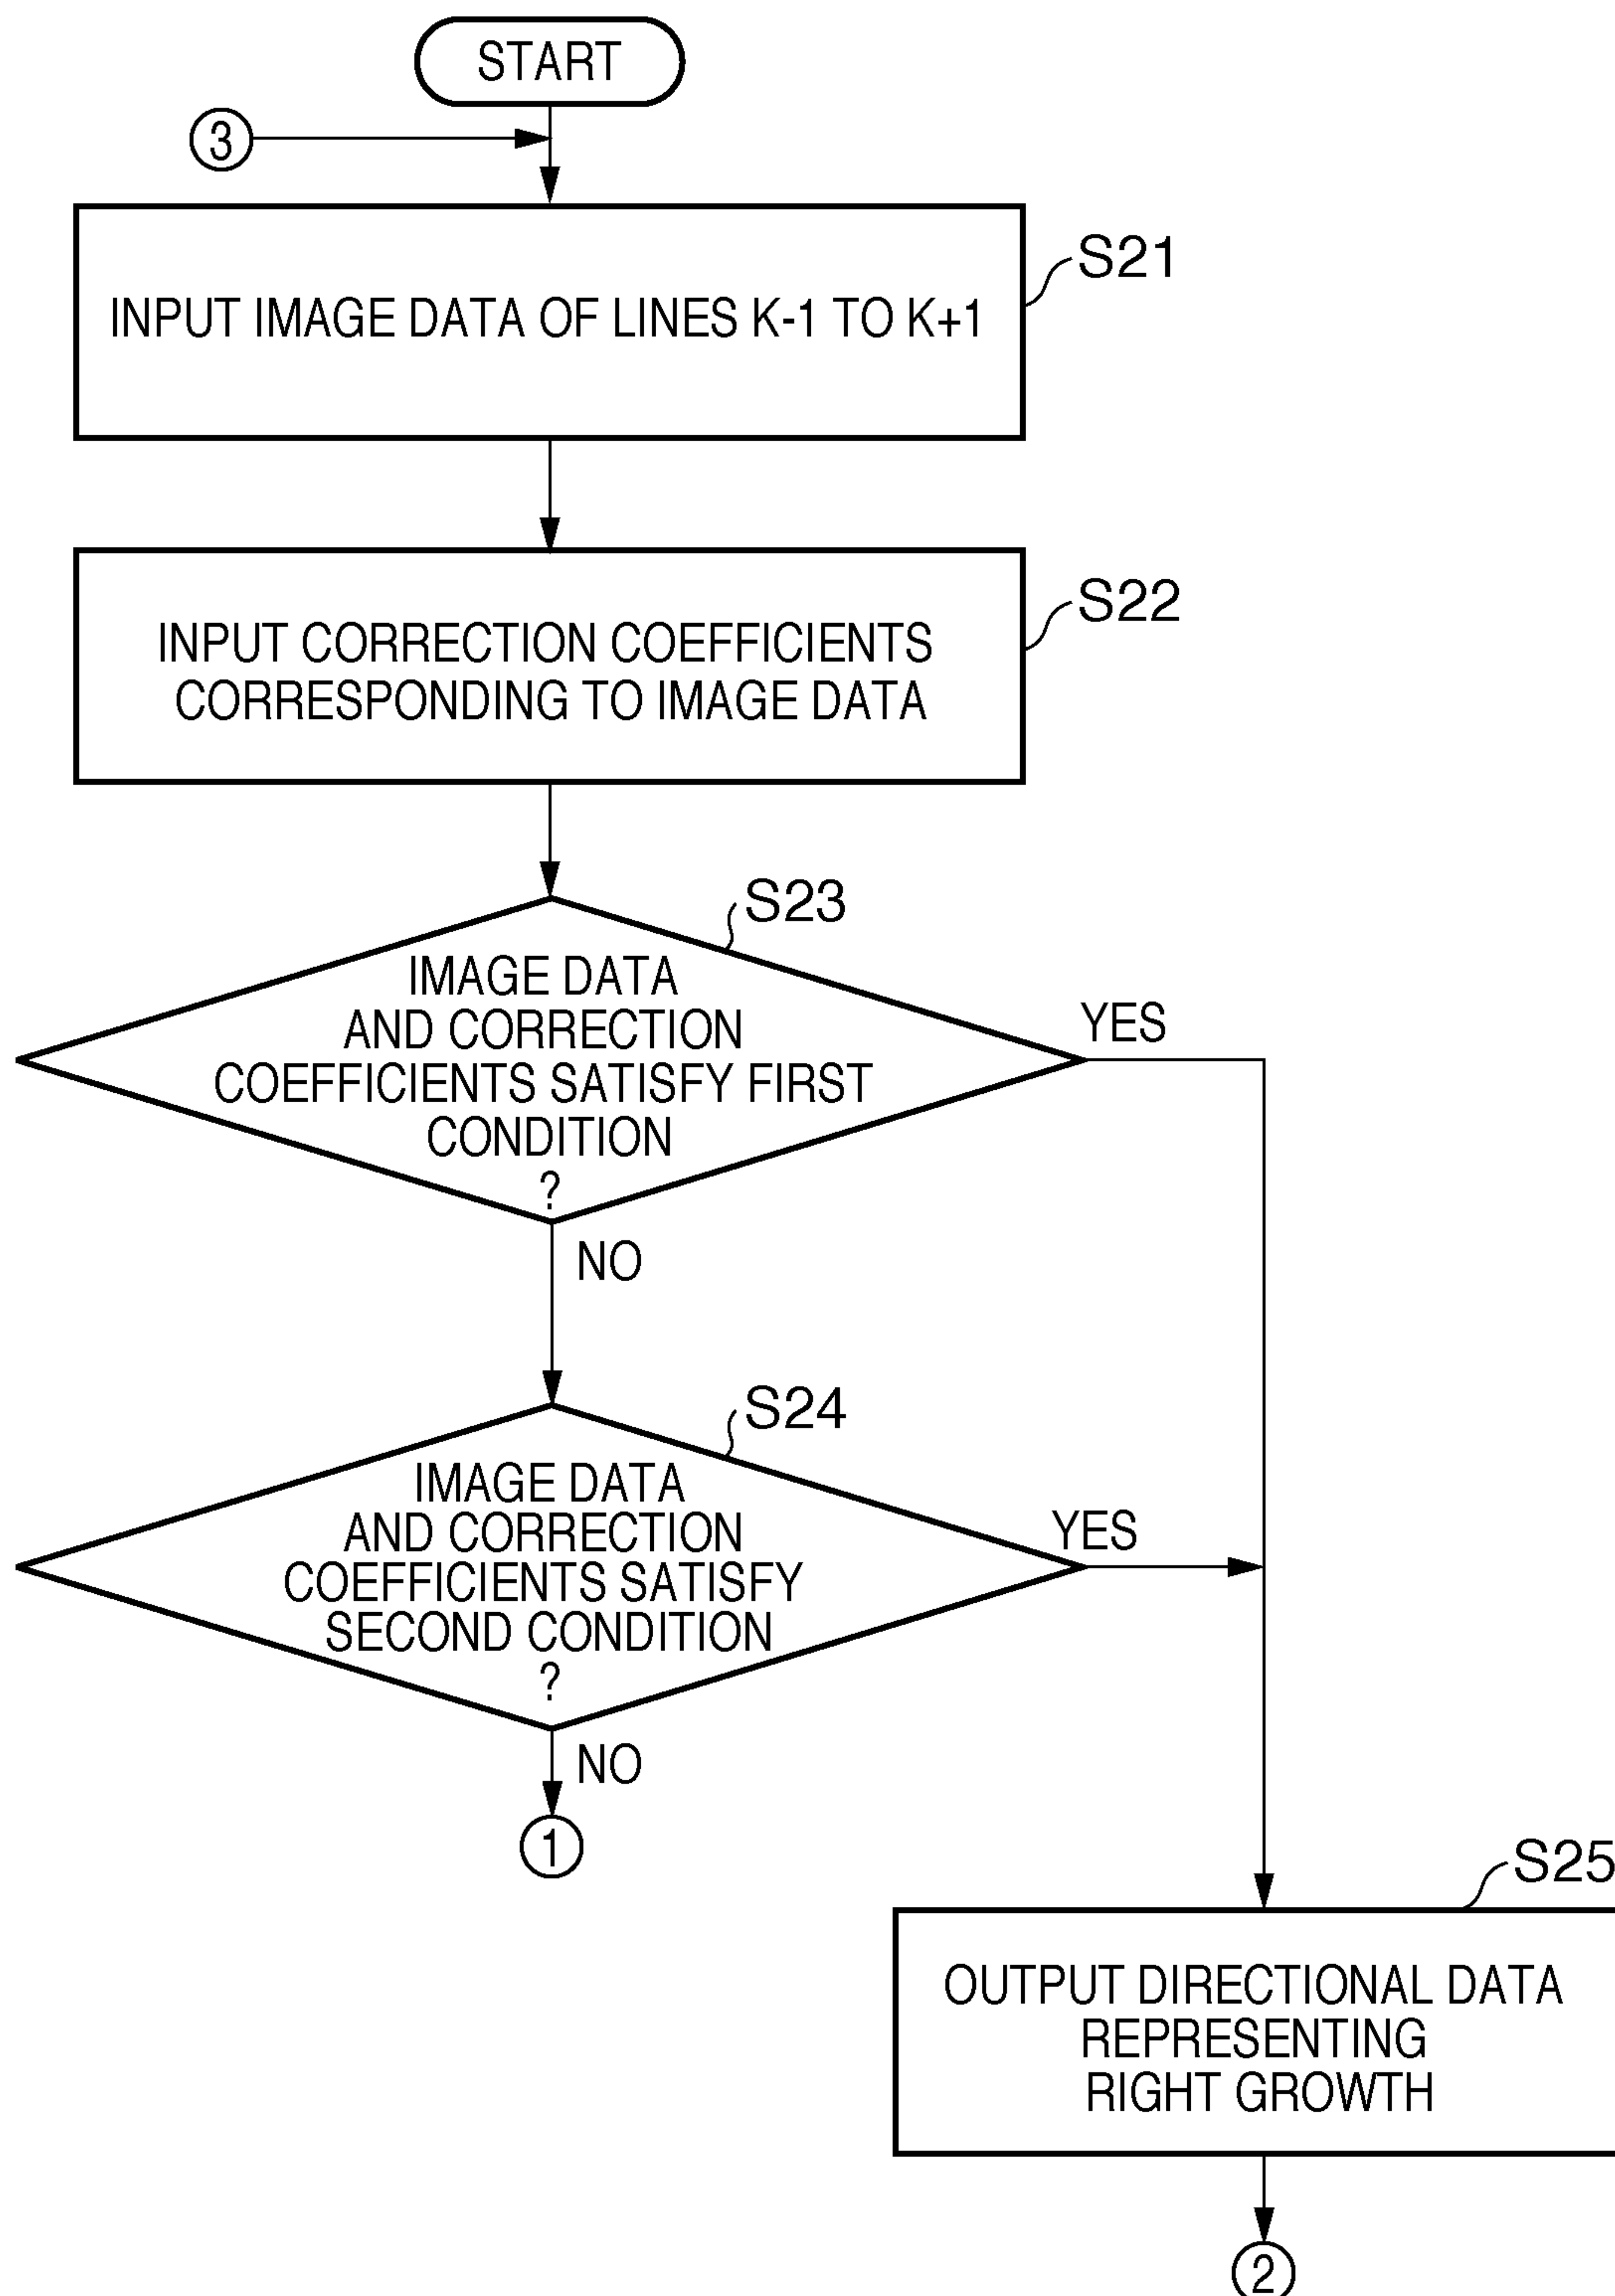 START
3
INPUT IMAGE DATA OF LINES K-1 TO K+1
S21
INPUT CORRECTION COEFFICIENTS
CORRESPONDING TO IMAGE DATA
S22
S23
IMAGE DATA
AND CORRECTION
COEFFICIENTS SATISFY FIRST
CONDITION
?
YES
NO
S24
IMAGE DATA
AND CORRECTION
COEFFICIENTS SATISFY
SECOND CONDITION
?
YES
NO
1
S25
OUTPUT DIRECTIONAL DATA
REPRESENTING
RIGHT GROWTH
2